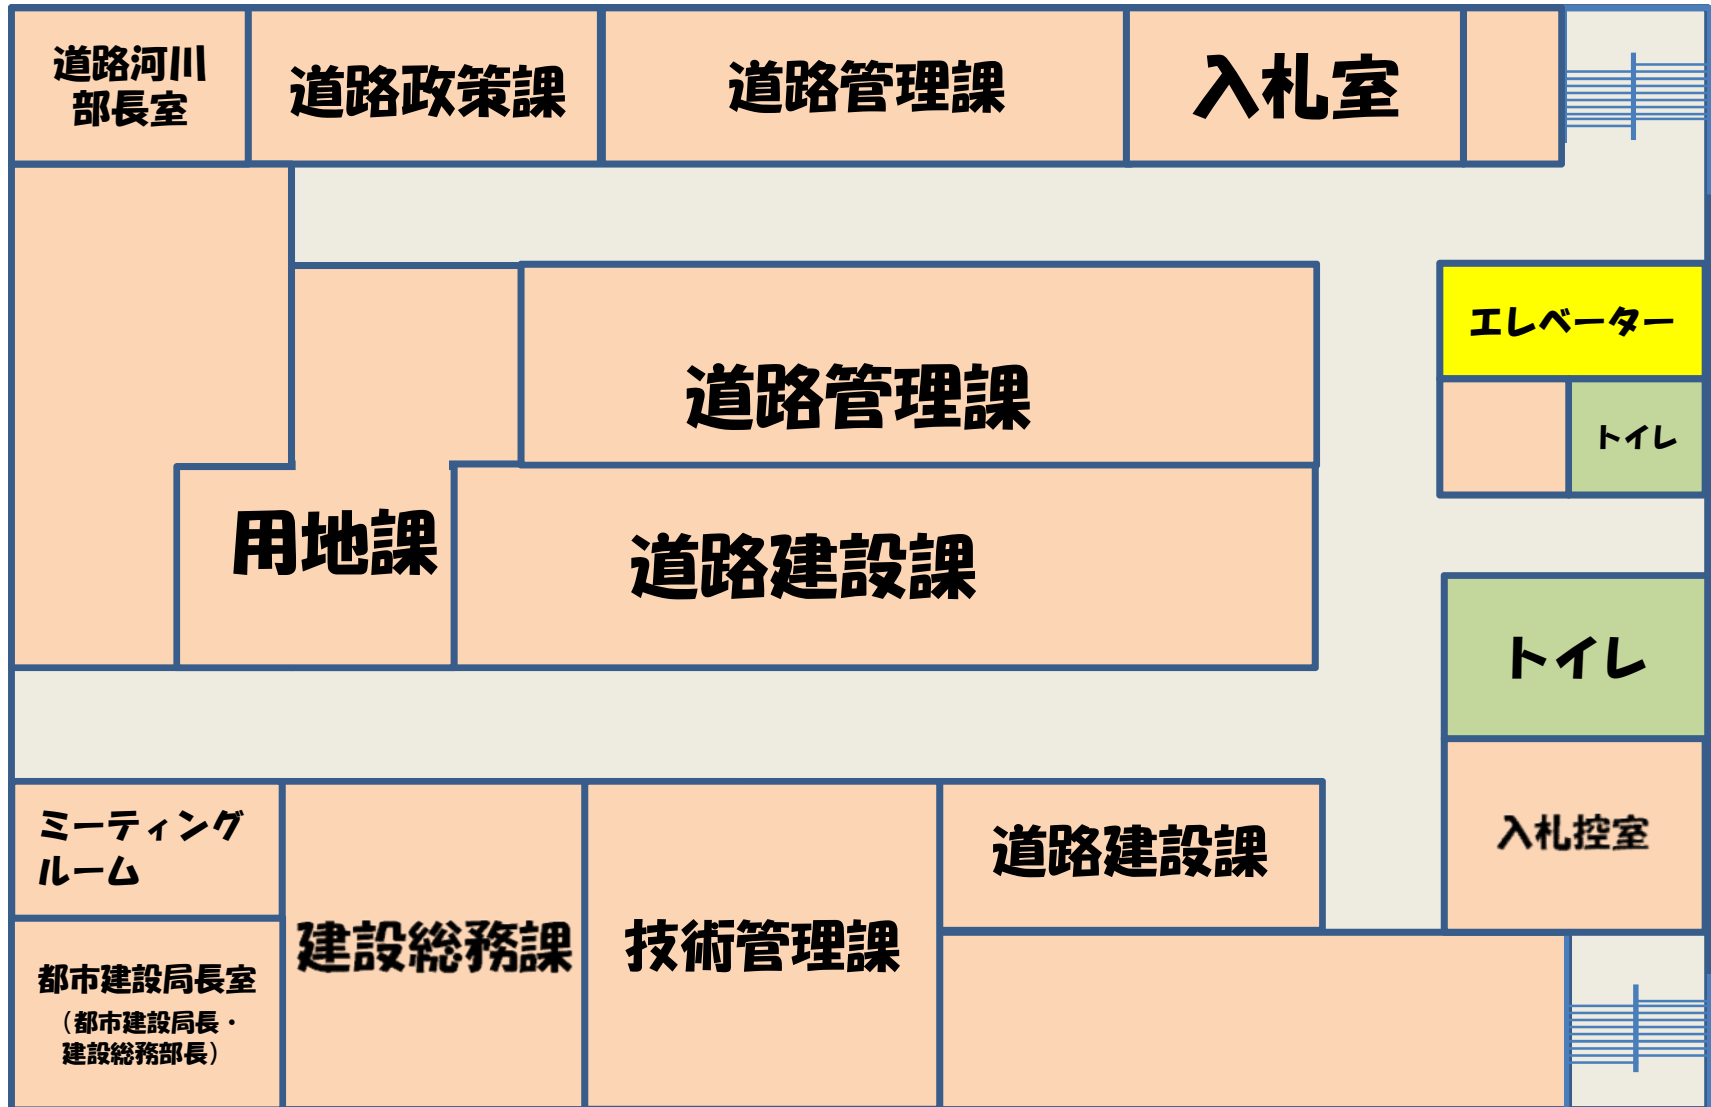 道路河川
部長室
道路政策課
道路管理課
入札室
エレベーター
トイレ
道路管理課
用地課
道路建設課
トイレ
ミーティング
ルーム
建設総務課
技術管理課
道路建設課
入札控室
都市建設局長室
（都市建設局長・
建設総務部長）